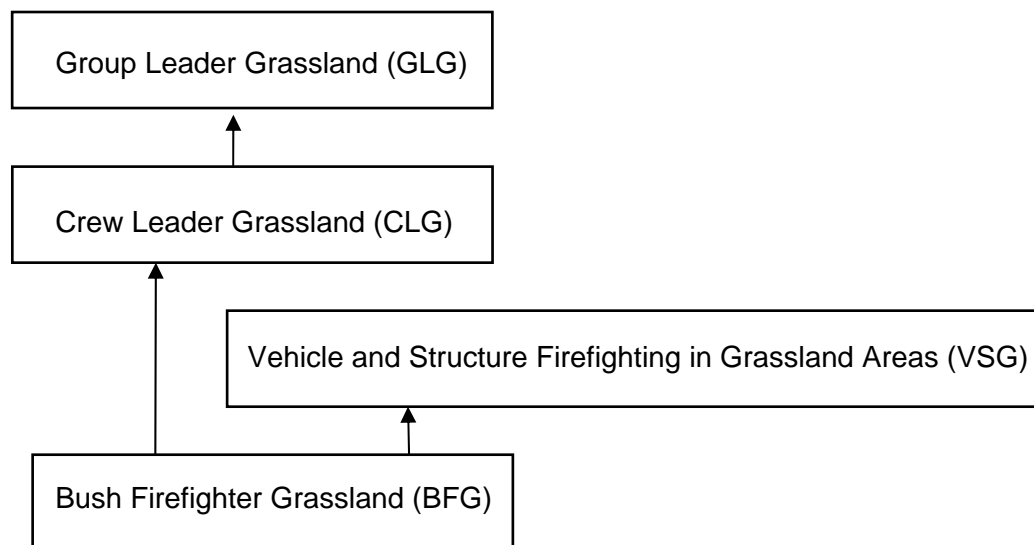 Group Leader Grassland (GLG)
Crew Leader Grassland (CLG)
Vehicle and Structure Firefighting in Grassland Areas (VSG)
Bush Firefighter Grassland (BFG)